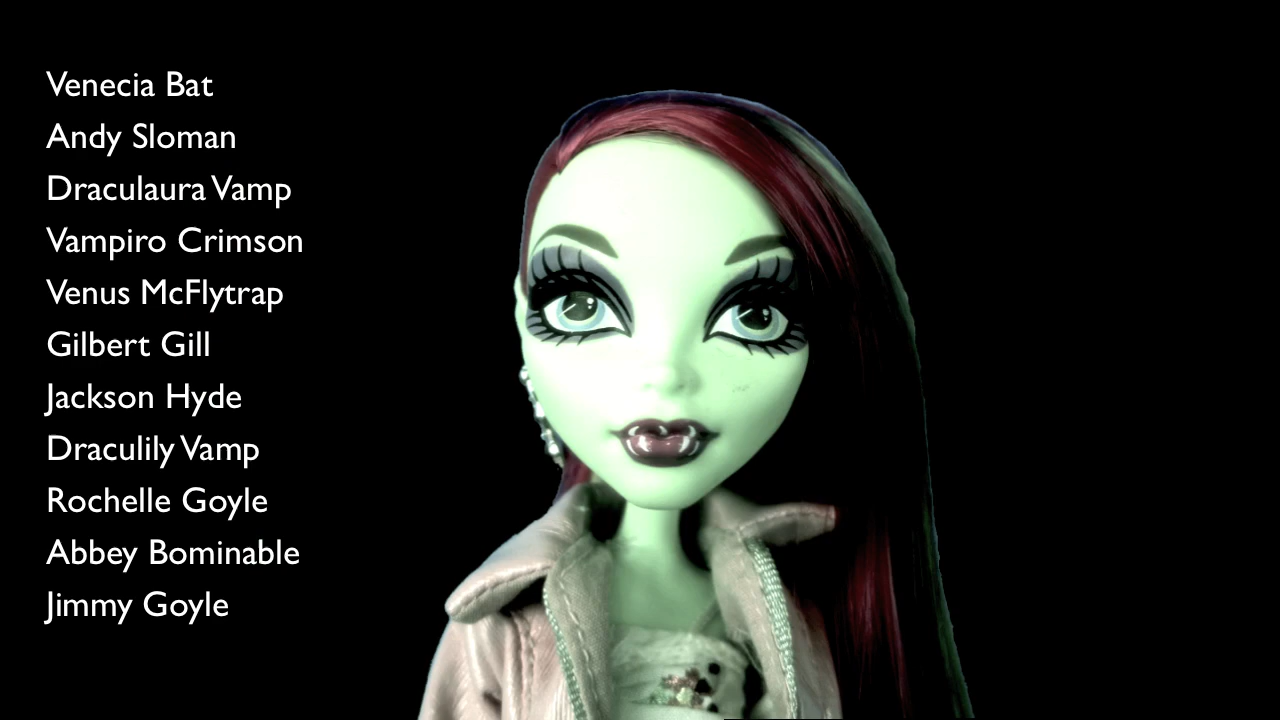 Venecia Bat
Andy Sloman
Draculaura Vamp
Vampiro Crimson
Venus McFlytrap
Gilbert Gill
Jackson Hyde
Draculily Vamp
Rochelle Goyle
Abbey Bominable
Jimmy Goyle